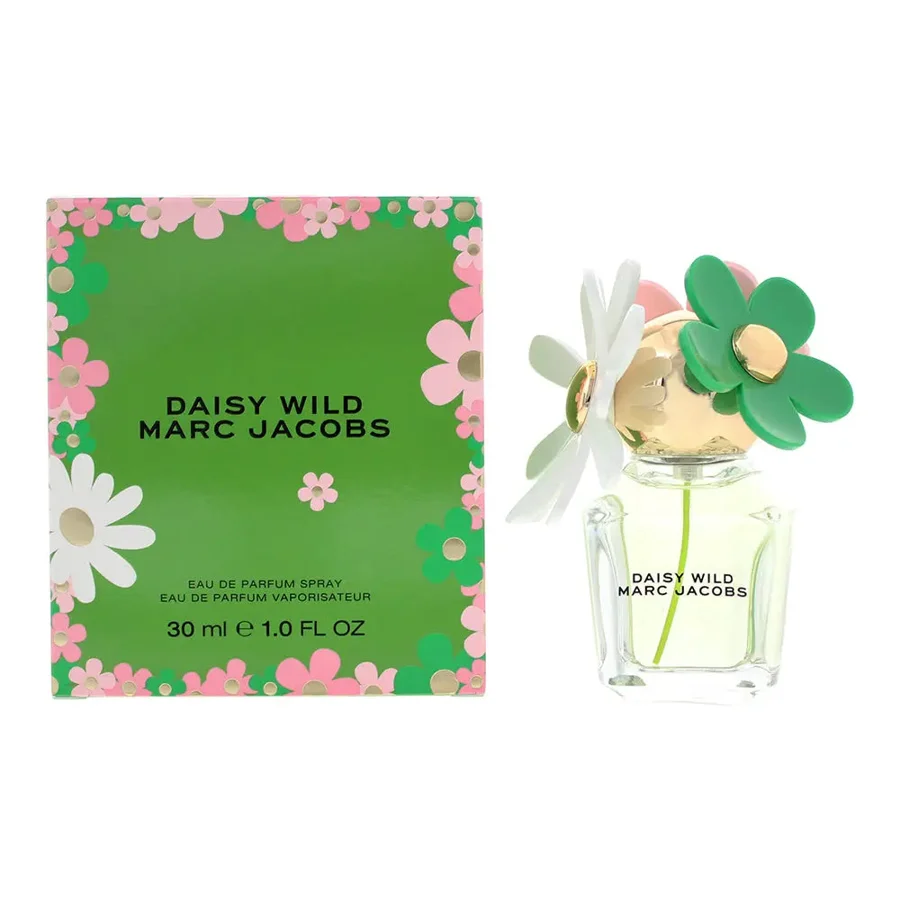 DAISY WILD
MARC JACOBS
EAU DE PARFUM SPRAY
EAU DE PARFUM VAPORISATEUR
30 ml ℮ 1.0 FL OZ
DAISY WILD
MARC JACOBS